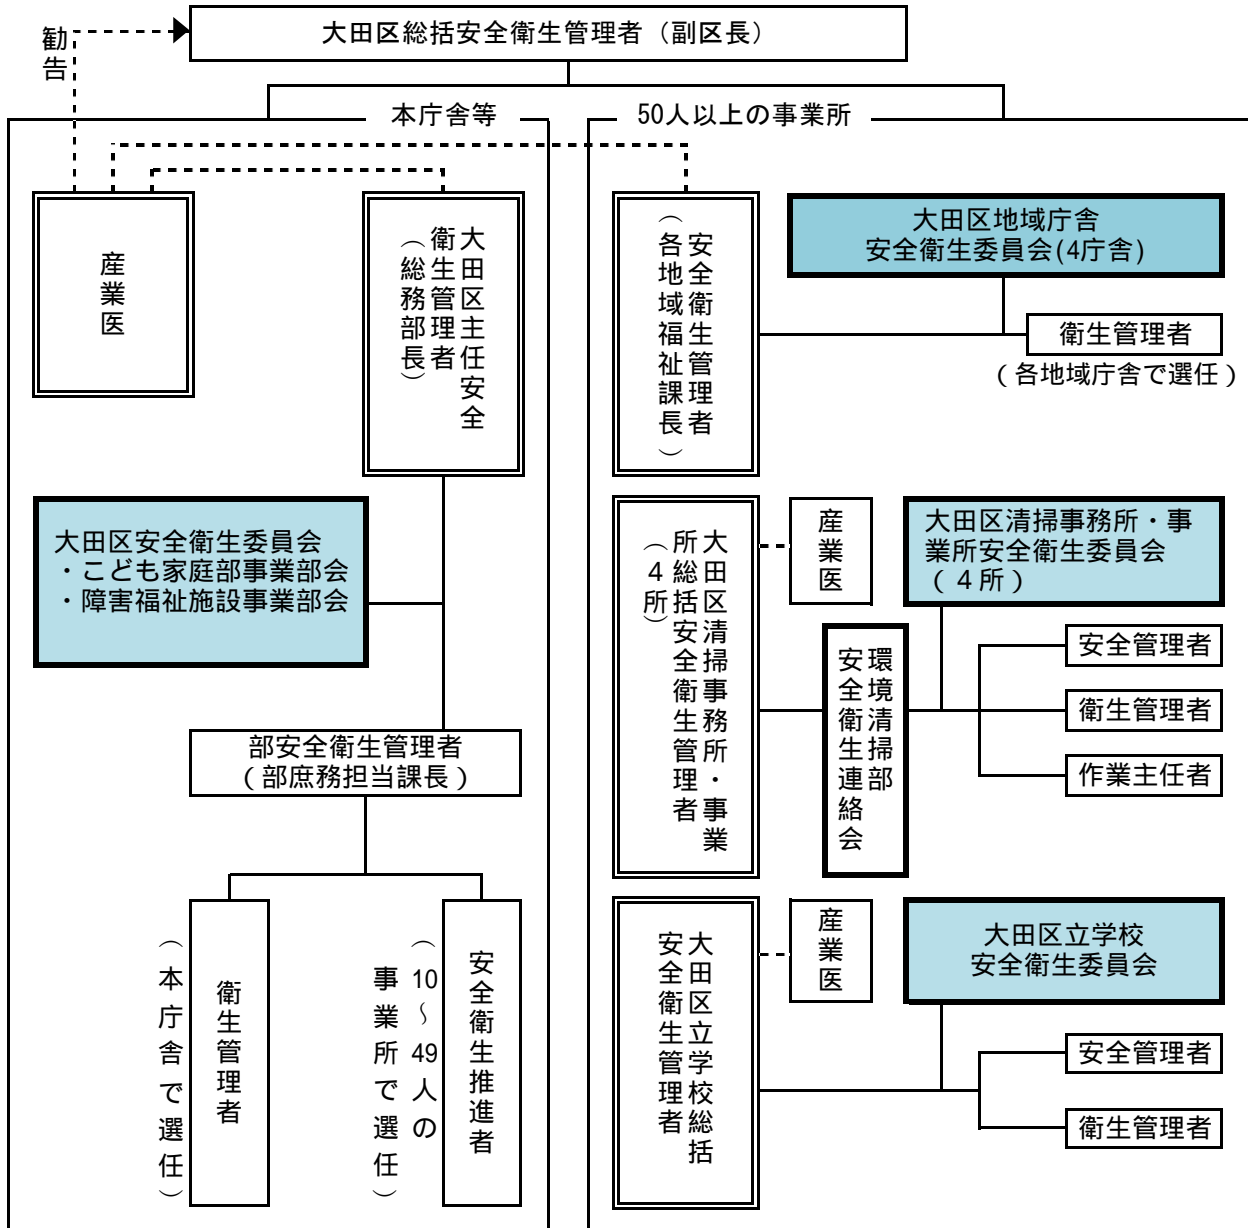 勧告
大田区総括安全衛生管理者（副区長）
本庁舎等
50人以上の事業所
産業医
大田区主任安全
衛生管理者
（総務部長）
大田区安全衛生委員会
・こども家庭部事業部会
・障害福祉施設事業部会
部安全衛生管理者
（部庶務担当課長）
衛生管理者
（本庁舎で選任）
安全衛生推進者
（10～49人の
事業所で選任）
安全衛生管理者
（各地域福祉課長）
大田区地域庁舎
安全衛生委員会(4庁舎)
衛生管理者
（各地域庁舎で選任）
大田区清掃事務所・事業
所総括安全衛生管理者
（４所）
産業医
大田区清掃事務所・事
業所安全衛生委員会
（４所）
環境清掃部
安全衛生連絡会
安全管理者
衛生管理者
作業主任者
大田区立学校総括
安全衛生管理者
産業医
大田区立学校
安全衛生委員会
安全管理者
衛生管理者